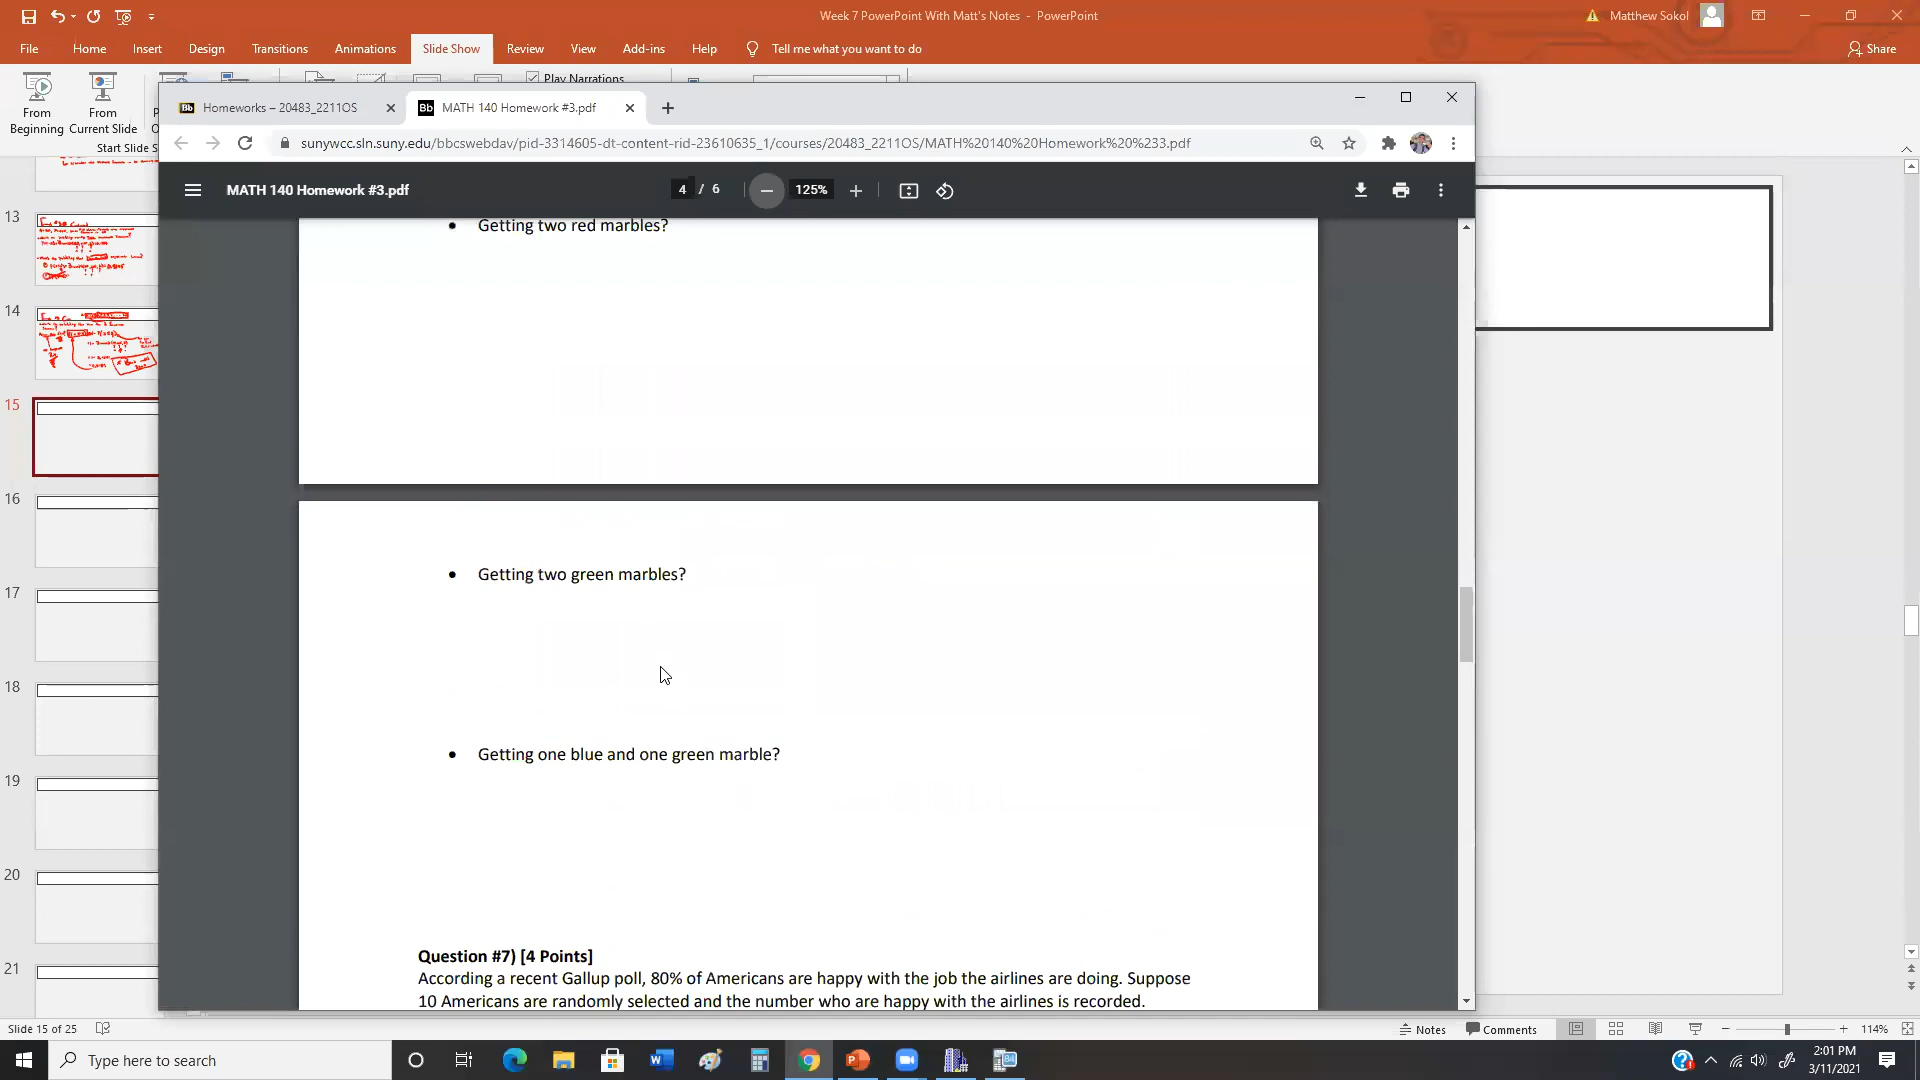 Week 7 PowerPoint With Matt's Notes - PowerPoint
Matthew Sokol
File Home Insert Design Transitions Animations Slide Show Review View Add-ins Help Tell me what you want to do
Share
Play Narrations
From Beginning
From Current Slide
Start Slide S
Homeworks – 20483_2211OS
MATH 140 Homework #3.pdf
sunywcc.sln.suny.edu/bbcswebdav/pid-3314605-dt-content-rid-23610635_1/courses/20483_2211OS/MATH%20140%20Homework%20%233.pdf
MATH 140 Homework #3.pdf
4 / 6
125%
• Getting two red marbles?
• Getting two green marbles?
• Getting one blue and one green marble?
Question #7) [4 Points]
According a recent Gallup poll, 80% of Americans are happy with the job the airlines are doing. Suppose
10 Americans are randomly selected and the number who are happy with the airlines is recorded.
13
14
15
16
17
18
19
20
21
Slide 15 of 25
Notes
Comments
114%
Type here to search
2:01 PM
3/11/2021